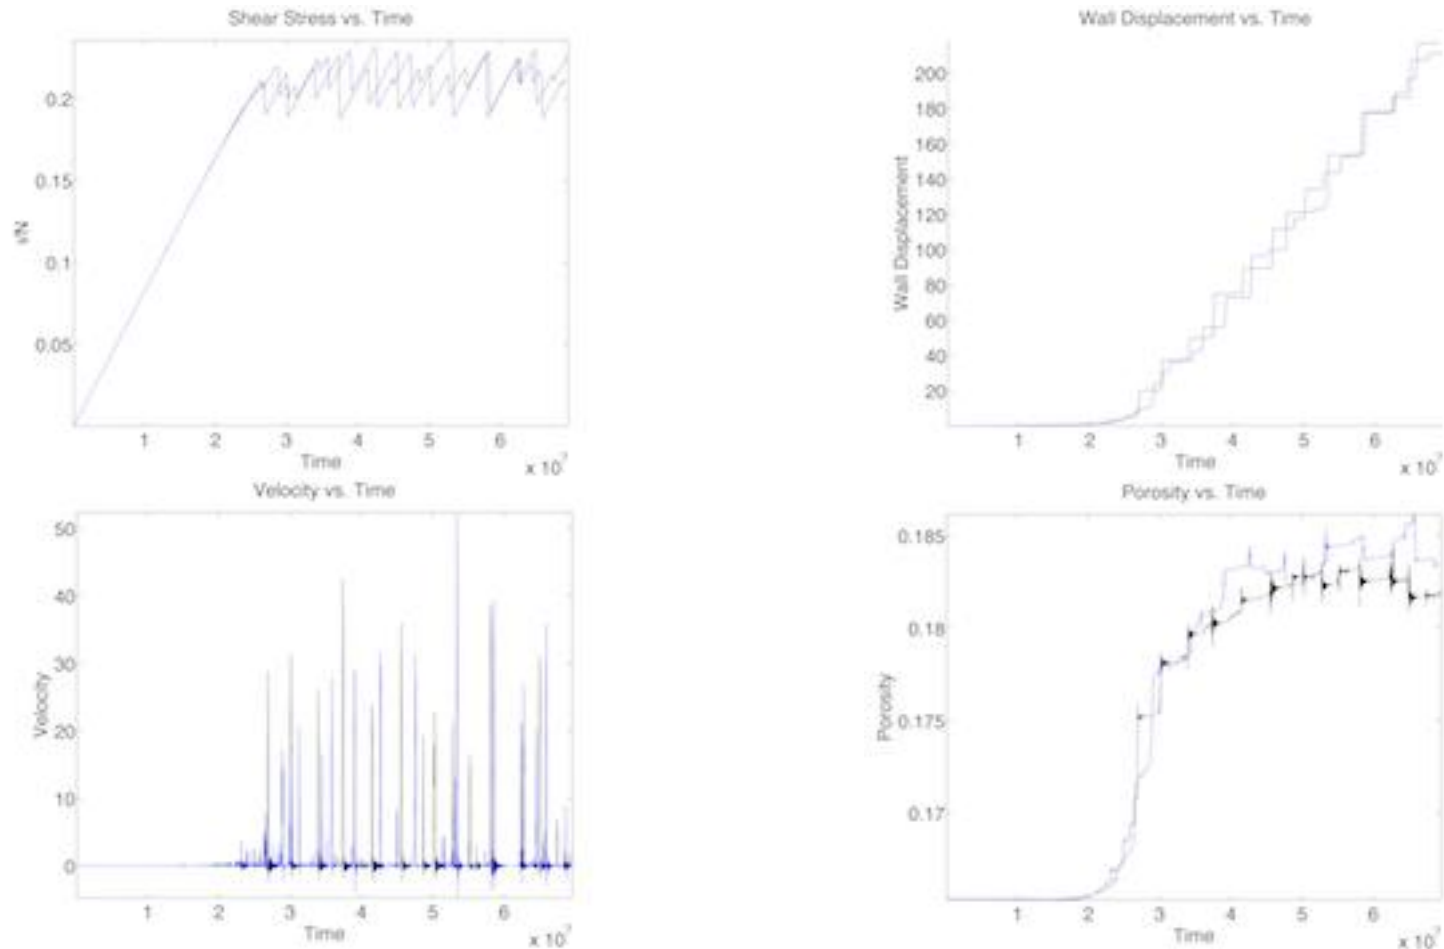 Shear Stress vs. Time
0.2
0.15
τ/N
0.1
0.05
1 2 3 4 5 6
Time
x 10⁷
Wall Displacement vs. Time
200
180
160
140
120
100
80
60
40
20
Wall Displacement
1 2 3 4 5 6
Time
x 10⁷
Velocity vs. Time
50
40
30
20
10
0
Velocity
1 2 3 4 5 6
Time
x 10⁷
Porosity vs. Time
0.185
0.18
0.175
0.17
Porosity
1 2 3 4 5 6
Time
x 10⁷